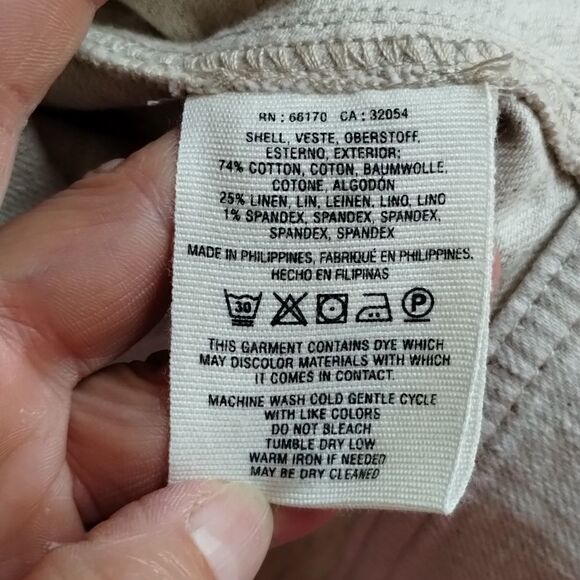 RN : 66170 CA : 32054
SHELL, VESTE, OBERSTOFF,
ESTERNO, EXTERIOR:
74% COTTON, COTON, BAUMWOLLE,
COTONE, ALGODÓN
25% LINEN, LIN, LEINEN, LINO, LINO
1% SPANDEX, SPANDEX, SPANDEX,
SPANDEX, SPANDEX
MADE IN PHILIPPINES, FABRIQUÉ EN PHILIPPINES,
HECHO EN FILIPINAS
30 P
THIS GARMENT CONTAINS DYE WHICH
MAY DISCOLOR MATERIALS WITH WHICH
IT COMES IN CONTACT.
MACHINE WASH COLD GENTLE CYCLE
WITH LIKE COLORS
DO NOT BLEACH
TUMBLE DRY LOW
WARM IRON IF NEEDED
MAY BE DRY CLEANED